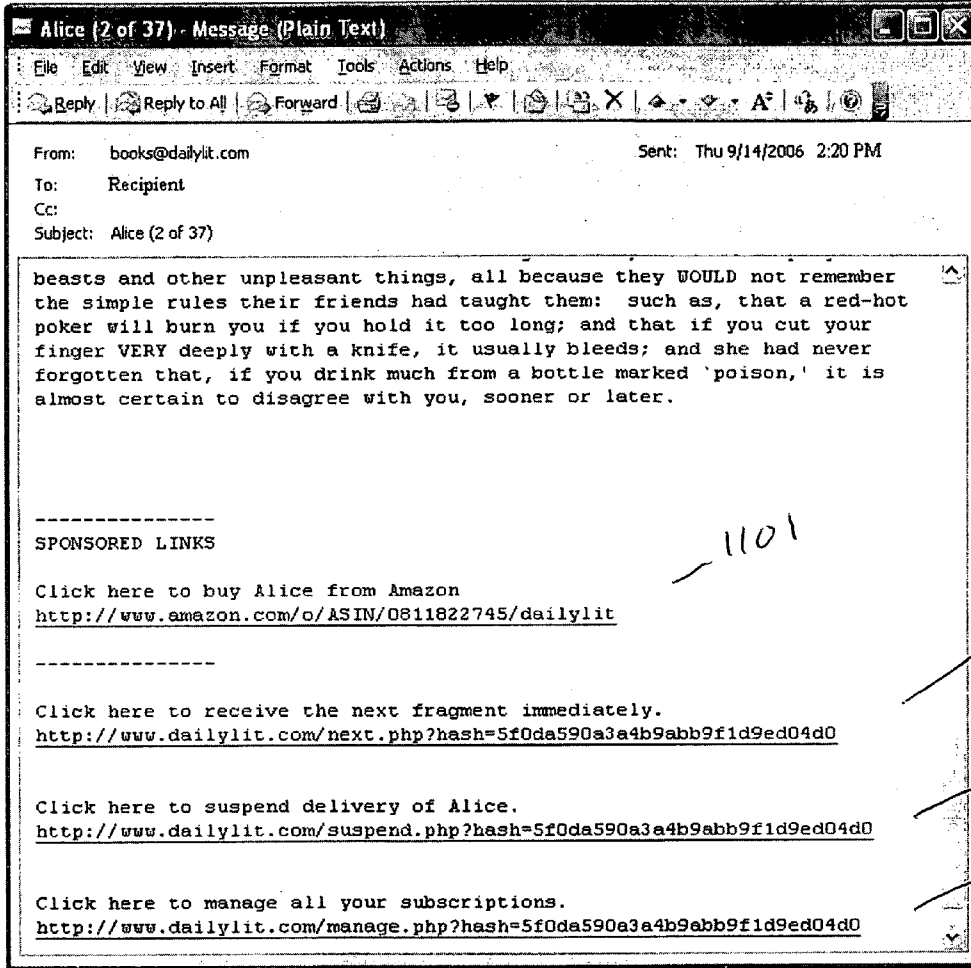 Alice (2 of 37) - Message (Plain Text)
File Edit View Insert Format Tools Actions Help
Reply Reply to All Forward
From: books@dailylit.com Sent: Thu 9/14/2006 2:20 PM
To: Recipient
Cc:
Subject: Alice (2 of 37)
beasts and other unpleasant things, all because they WOULD not remember
the simple rules their friends had taught them: such as, that a red-hot
poker will burn you if you hold it too long; and that if you cut your
finger VERY deeply with a knife, it usually bleeds; and she had never
forgotten that, if you drink much from a bottle marked `poison,' it is
almost certain to disagree with you, sooner or later.
---------------
SPONSORED LINKS
1101
Click here to buy Alice from Amazon
http://www.amazon.com/o/ASIN/0811822745/dailylit
---------------
Click here to receive the next fragment immediately.
http://www.dailylit.com/next.php?hash=5f0da590a3a4b9abb9f1d9ed04d0
Click here to suspend delivery of Alice.
http://www.dailylit.com/suspend.php?hash=5f0da590a3a4b9abb9f1d9ed04d0
Click here to manage all your subscriptions.
http://www.dailylit.com/manage.php?hash=5f0da590a3a4b9abb9f1d9ed04d0